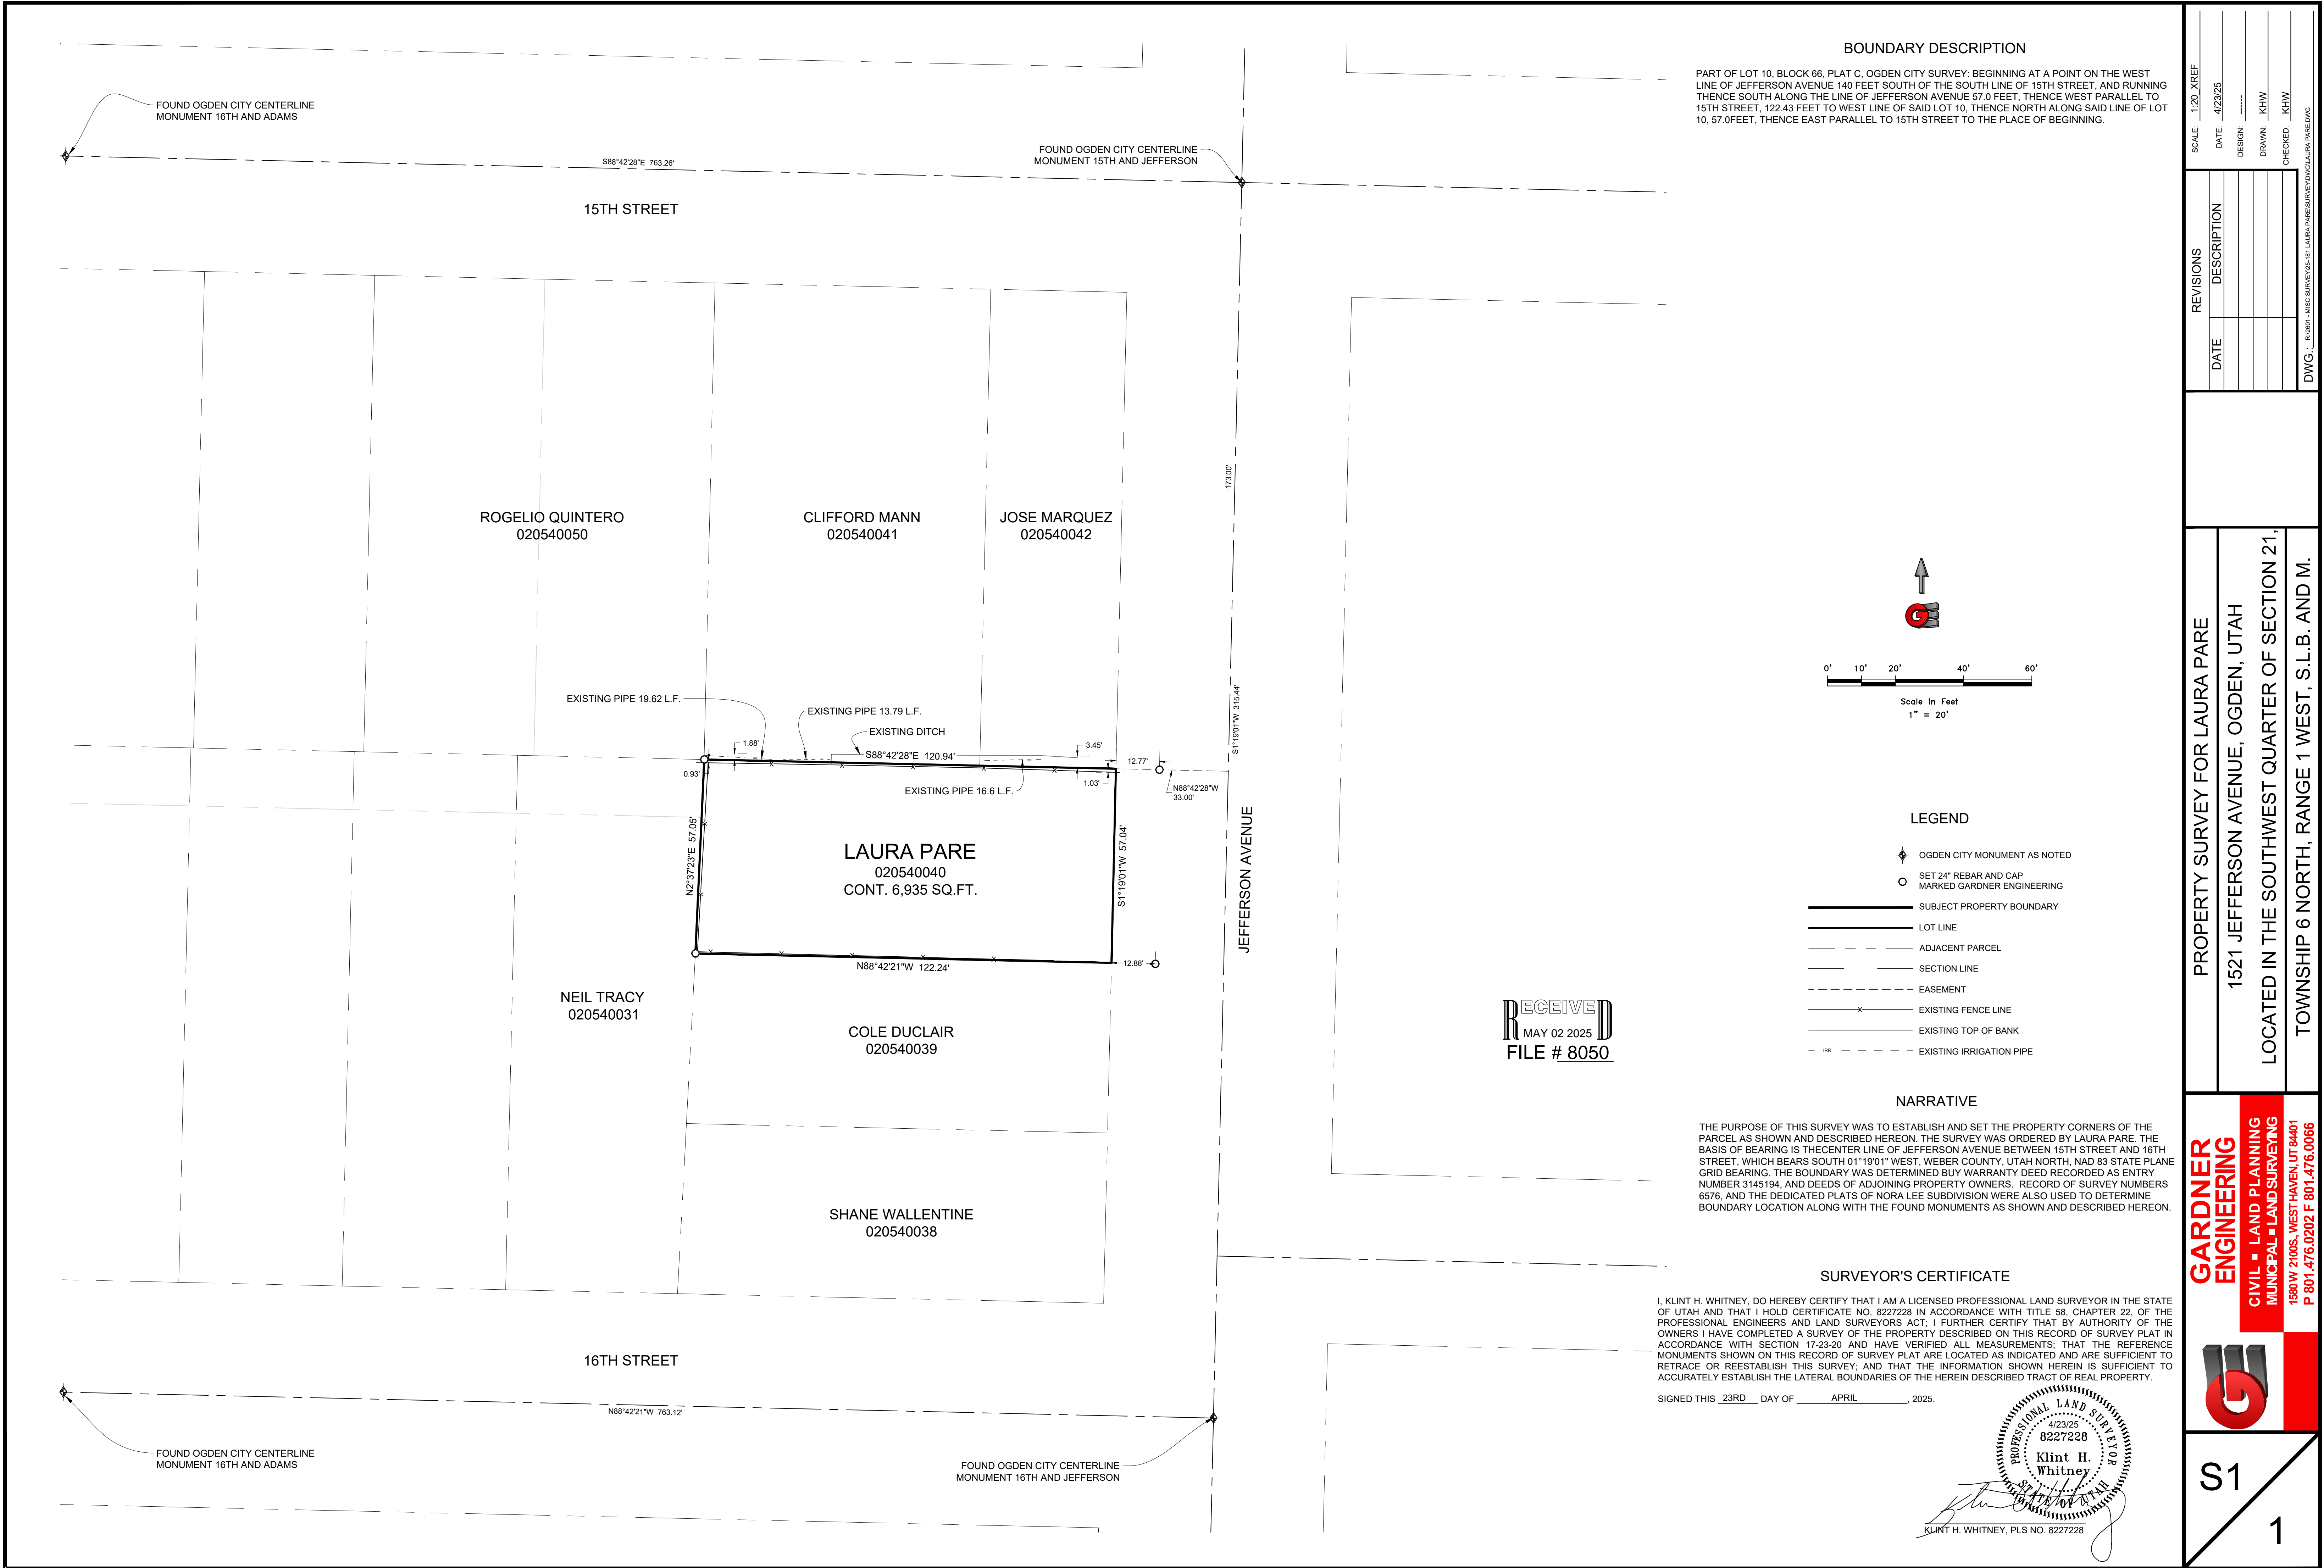 FOUND OGDEN CITY CENTERLINE
MONUMENT 16TH AND ADAMS
S88°42'28"E 763.26'
FOUND OGDEN CITY CENTERLINE
MONUMENT 15TH AND JEFFERSON
15TH STREET
173.00'
ROGELIO QUINTERO
020540050
CLIFFORD MANN
020540041
JOSE MARQUEZ
020540042
S1°19'01"W 315.44'
EXISTING PIPE 19.62 L.F.
EXISTING PIPE 13.79 L.F.
EXISTING DITCH
1.88'
S88°42'28"E 120.94'
3.45'
12.77'
0.93'
1.03'
EXISTING PIPE 16.6 L.F.
N88°42'28"W
33.00'
N2°37'23"E 57.05'
LAURA PARE
020540040
CONT. 6,935 SQ.FT.
S1°19'01"W 57.04'
JEFFERSON AVENUE
N88°42'21"W 122.24'
12.88'
NEIL TRACY
020540031
COLE DUCLAIR
020540039
SHANE WALLENTINE
020540038
16TH STREET
N88°42'21"W 763.12'
FOUND OGDEN CITY CENTERLINE
MONUMENT 16TH AND ADAMS
FOUND OGDEN CITY CENTERLINE
MONUMENT 16TH AND JEFFERSON
RECEIVED
MAY 02 2025
FILE # 8050
BOUNDARY DESCRIPTION
PART OF LOT 10, BLOCK 66, PLAT C, OGDEN CITY SURVEY: BEGINNING AT A POINT ON THE WEST
LINE OF JEFFERSON AVENUE 140 FEET SOUTH OF THE SOUTH LINE OF 15TH STREET, AND RUNNING
THENCE SOUTH ALONG THE LINE OF JEFFERSON AVENUE 57.0 FEET, THENCE WEST PARALLEL TO
15TH STREET, 122.43 FEET TO WEST LINE OF SAID LOT 10, THENCE NORTH ALONG SAID LINE OF LOT
10, 57.0FEET, THENCE EAST PARALLEL TO 15TH STREET TO THE PLACE OF BEGINNING.
0' 10' 20' 40' 60'
Scale in Feet
1" = 20'
LEGEND
OGDEN CITY MONUMENT AS NOTED
SET 24" REBAR AND CAP
MARKED GARDNER ENGINEERING
SUBJECT PROPERTY BOUNDARY
LOT LINE
ADJACENT PARCEL
SECTION LINE
EASEMENT
EXISTING FENCE LINE
EXISTING TOP OF BANK
IRR EXISTING IRRIGATION PIPE
NARRATIVE
THE PURPOSE OF THIS SURVEY WAS TO ESTABLISH AND SET THE PROPERTY CORNERS OF THE
PARCEL AS SHOWN AND DESCRIBED HEREON. THE SURVEY WAS ORDERED BY LAURA PARE. THE
BASIS OF BEARING IS THECENTER LINE OF JEFFERSON AVENUE BETWEEN 15TH STREET AND 16TH
STREET, WHICH BEARS SOUTH 01°19'01" WEST, WEBER COUNTY, UTAH NORTH, NAD 83 STATE PLANE
GRID BEARING. THE BOUNDARY WAS DETERMINED BUY WARRANTY DEED RECORDED AS ENTRY
NUMBER 3145194, AND DEEDS OF ADJOINING PROPERTY OWNERS. RECORD OF SURVEY NUMBERS
6576, AND THE DEDICATED PLATS OF NORA LEE SUBDIVISION WERE ALSO USED TO DETERMINE
BOUNDARY LOCATION ALONG WITH THE FOUND MONUMENTS AS SHOWN AND DESCRIBED HEREON.
SURVEYOR'S CERTIFICATE
I, KLINT H. WHITNEY, DO HEREBY CERTIFY THAT I AM A LICENSED PROFESSIONAL LAND SURVEYOR IN THE STATE
OF UTAH AND THAT I HOLD CERTIFICATE NO. 8227228 IN ACCORDANCE WITH TITLE 58, CHAPTER 22, OF THE
PROFESSIONAL ENGINEERS AND LAND SURVEYORS ACT; I FURTHER CERTIFY THAT BY AUTHORITY OF THE
OWNERS I HAVE COMPLETED A SURVEY OF THE PROPERTY DESCRIBED ON THIS RECORD OF SURVEY PLAT IN
ACCORDANCE WITH SECTION 17-23-20 AND HAVE VERIFIED ALL MEASUREMENTS; THAT THE REFERENCE
MONUMENTS SHOWN ON THIS RECORD OF SURVEY PLAT ARE LOCATED AS INDICATED AND ARE SUFFICIENT TO
RETRACE OR REESTABLISH THIS SURVEY; AND THAT THE INFORMATION SHOWN HEREIN IS SUFFICIENT TO
ACCURATELY ESTABLISH THE LATERAL BOUNDARIES OF THE HEREIN DESCRIBED TRACT OF REAL PROPERTY.
SIGNED THIS 23RD DAY OF APRIL, 2025.
PROFESSIONAL LAND SURVEYOR
4/23/25
8227228
Klint H.
Whitney
STATE OF UTAH
KLINT H. WHITNEY, PLS NO. 8227228
SCALE: 1:20_XREF
DATE: 4/23/25
DESIGN: ------
DRAWN: KHW
CHECKED: KHW
REVISIONS
DATE DESCRIPTION
DWG.: R:\2601 - MISC SURVEY\25-181 LAURA PARE\SURVEY\DWG\LAURA PARE.DWG
PROPERTY SURVEY FOR LAURA PARE
1521 JEFFERSON AVENUE, OGDEN, UTAH
LOCATED IN THE SOUTHWEST QUARTER OF SECTION 21,
TOWNSHIP 6 NORTH, RANGE 1 WEST, S.L.B. AND M.
GARDNER
ENGINEERING
CIVIL ▪ LAND PLANNING
MUNICIPAL ▪ LAND SURVEYING
1580 W 2100S., WEST HAVEN, UT 84401
P 801.476.0202 F 801.476.0066
S1
1